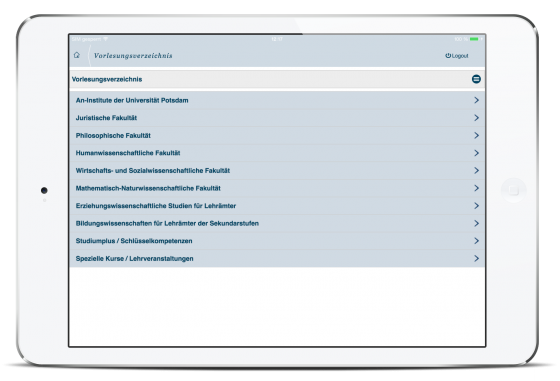 Vorlesungsverzeichnis
Logout
Vorlesungsverzeichnis
An-Institute der Universität Potsdam
Juristische Fakultät
Philosophische Fakultät
Humanwissenschaftliche Fakultät
Wirtschafts- und Sozialwissenschaftliche Fakultät
Mathematisch-Naturwissenschaftliche Fakultät
Erziehungswissenschaftliche Studien für Lehrämter
Bildungswissenschaften für Lehrämter der Sekundarstufen
Studiumplus / Schlüsselkompetenzen
Spezielle Kurse / Lehrveranstaltungen